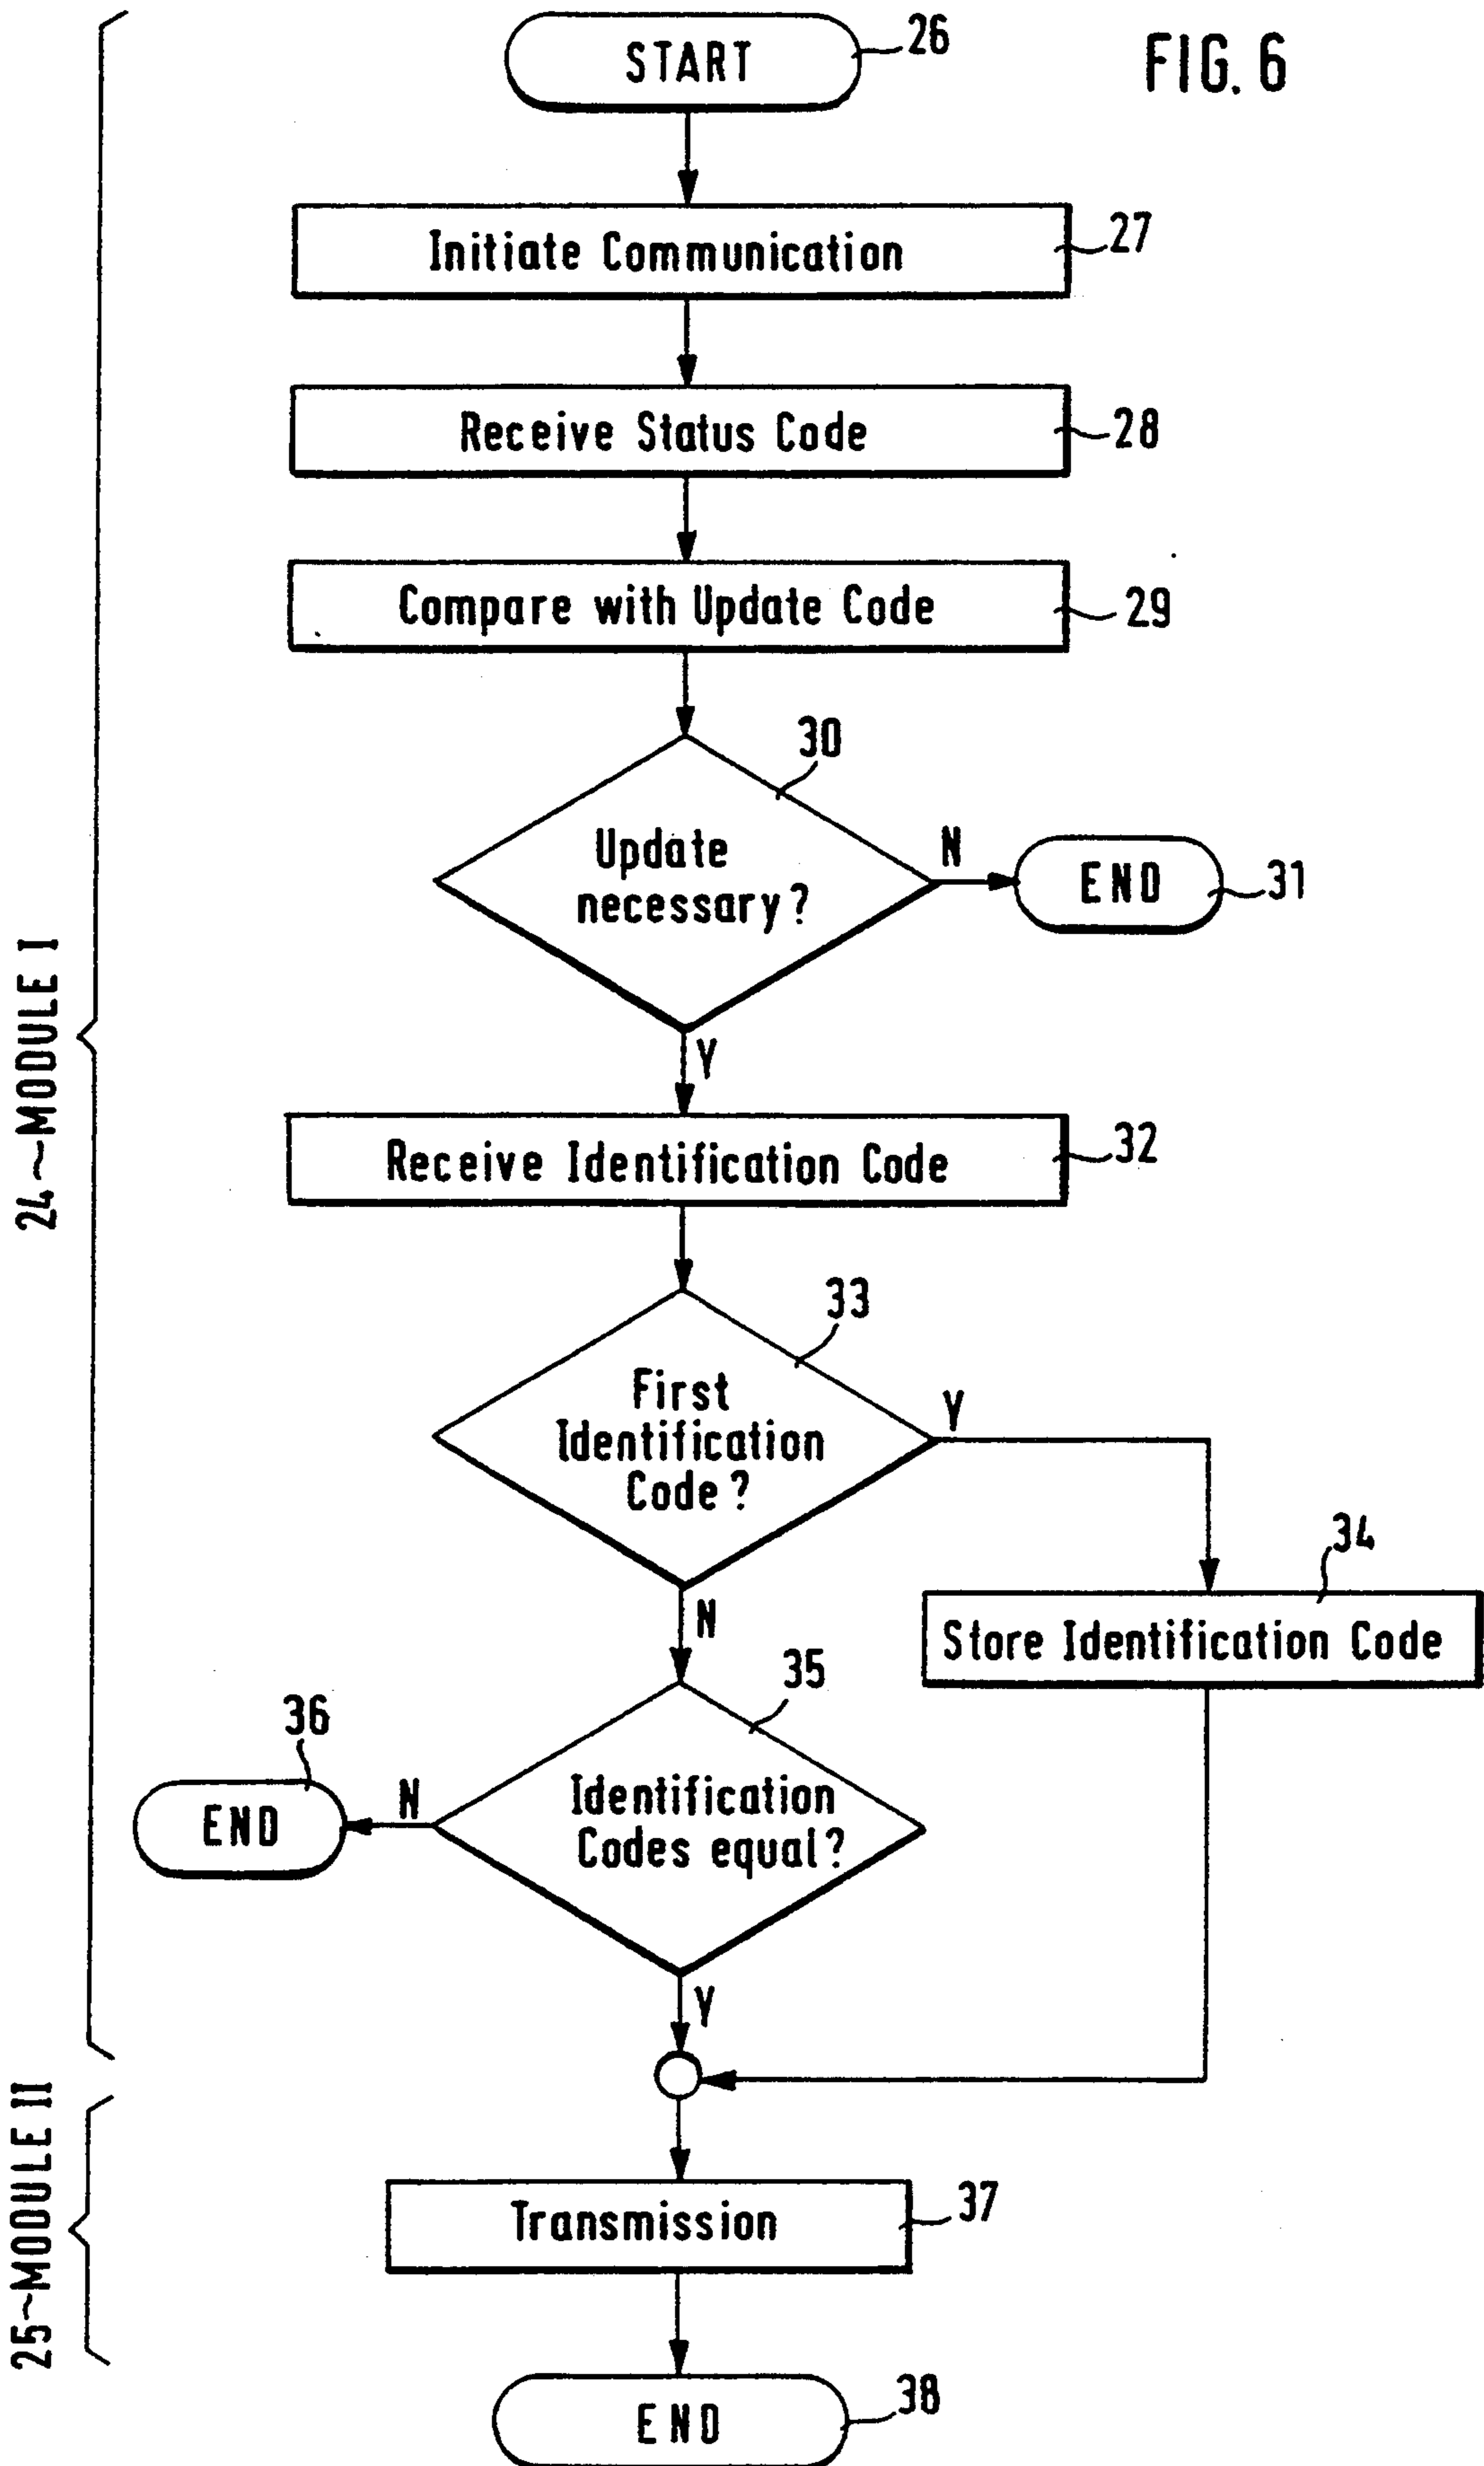 FIG. 6
START
26
Initiate Communication
27
Receive Status Code
28
Compare with Update Code
29
30
Update
necessary?
N
END
31
Y
24~MODULE I
Receive Identification Code
32
33
First
Identification
Code?
Y
N
34
Store Identification Code
35
36
END
N
Identification
Codes equal?
Y
25~MODULE II
Transmission
37
END
38